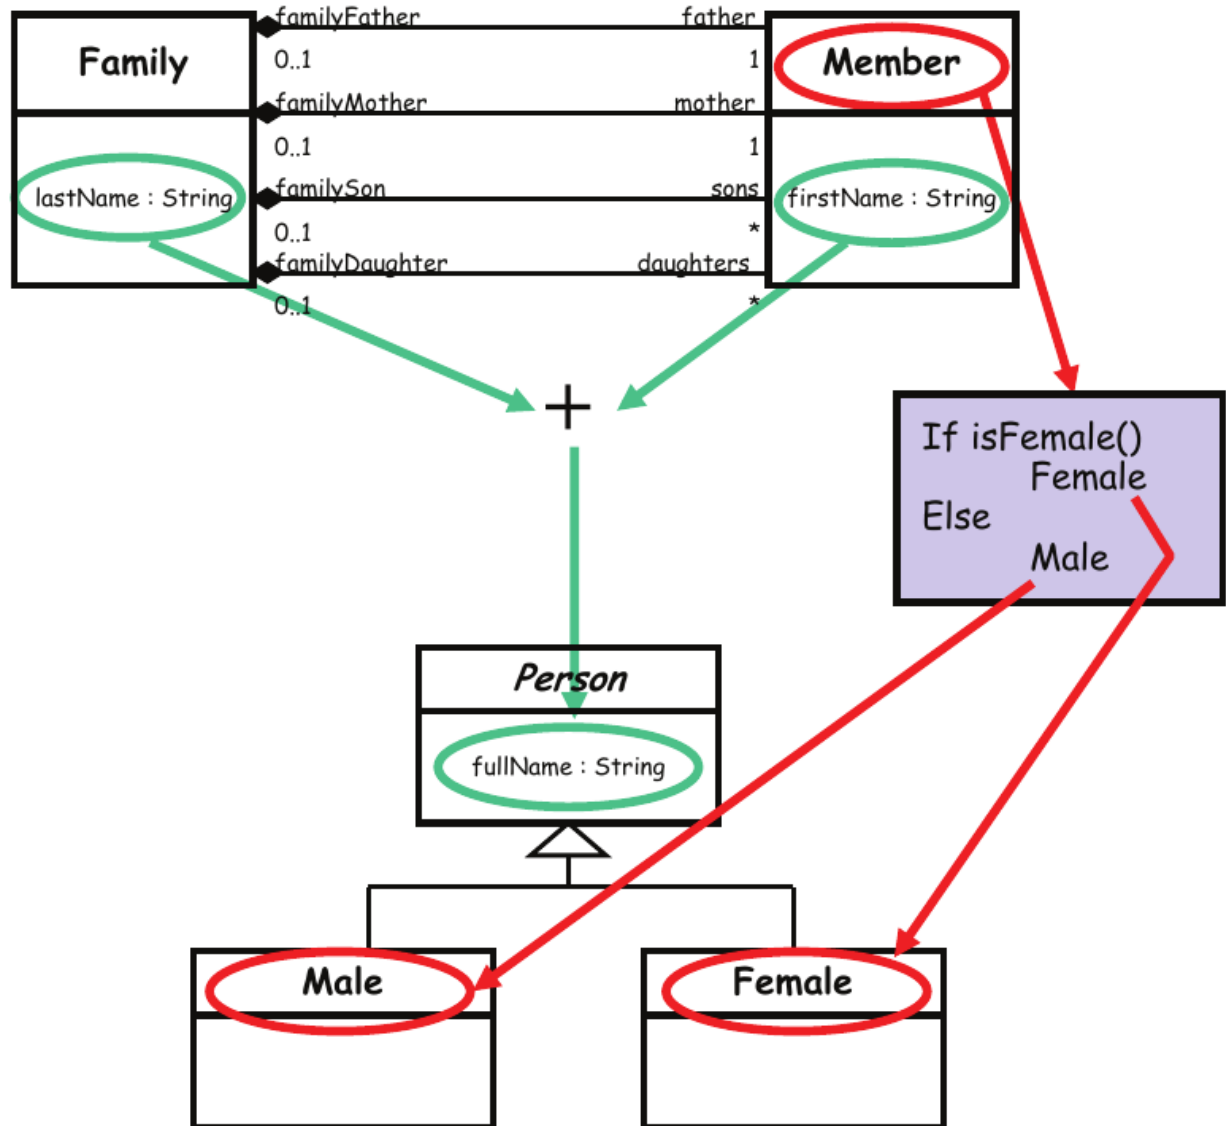 familyFather father
Family
Member
0..1 1
familyMother mother
0..1 1
lastName : String
familySon sons
firstName : String
0..1 *
familyDaughter daughters
0..1 *
+
If isFemale()
Female
Else
Male
Person
fullName : String
Male
Female